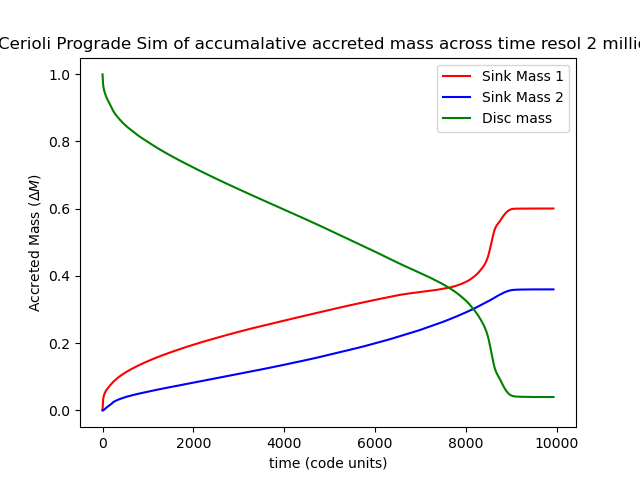 Cerioli Prograde Sim of accumalative accreted mass across time resol 2 millio
Sink Mass 1
Sink Mass 2
Disc mass
Accreted Mass (ΔM)
1.0
0.8
0.6
0.4
0.2
0.0
0 2000 4000 6000 8000 10000
time (code units)